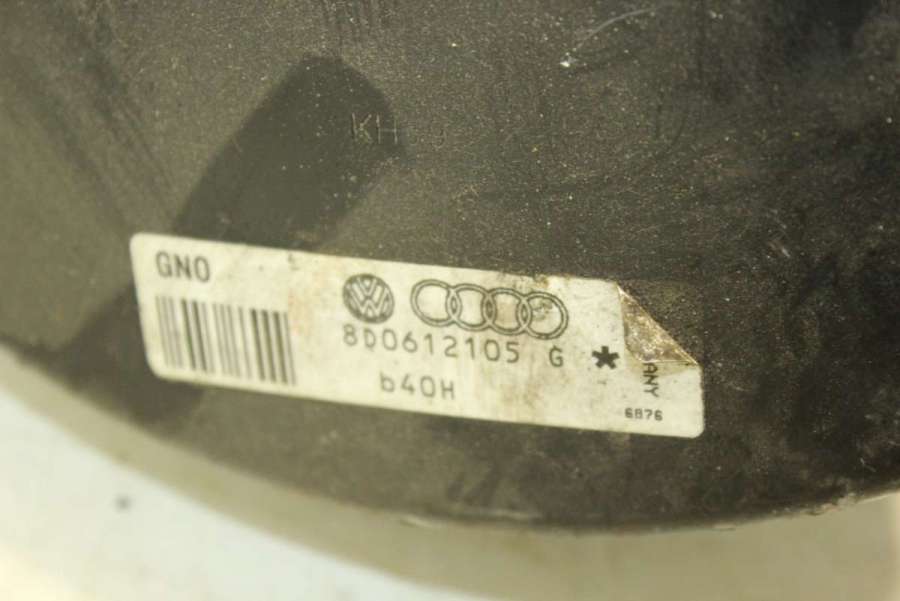 KH J
GNO
8D0612105 G *
b40H
ANY
6876